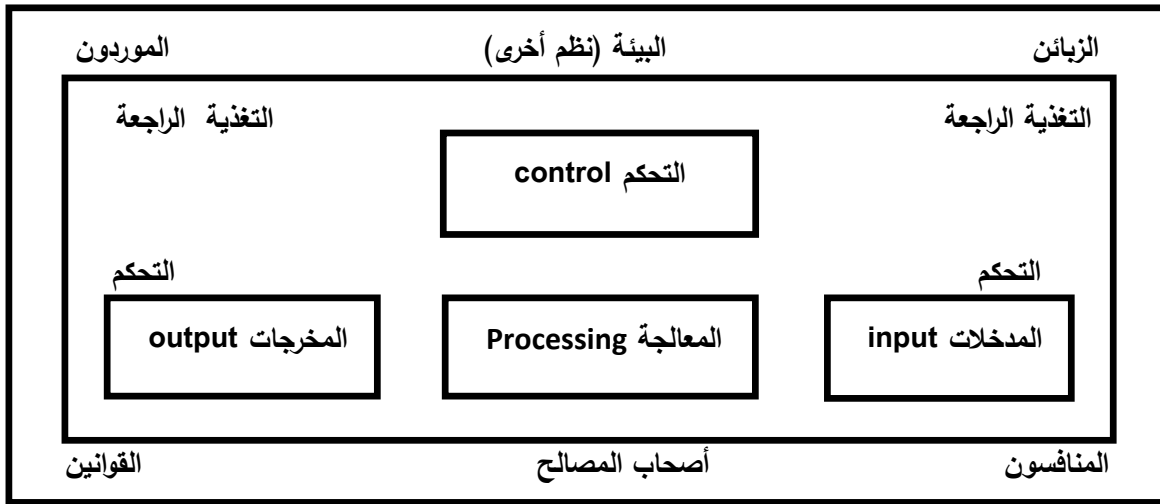 الزبائن البيئة (نظم أخرى) الموردون
التغذية الراجعة التغذية الراجعة
التحكم control
التحكم التحكم
المدخلات input المعالجة Processing المخرجات output
المنافسون أصحاب المصالح القوانين